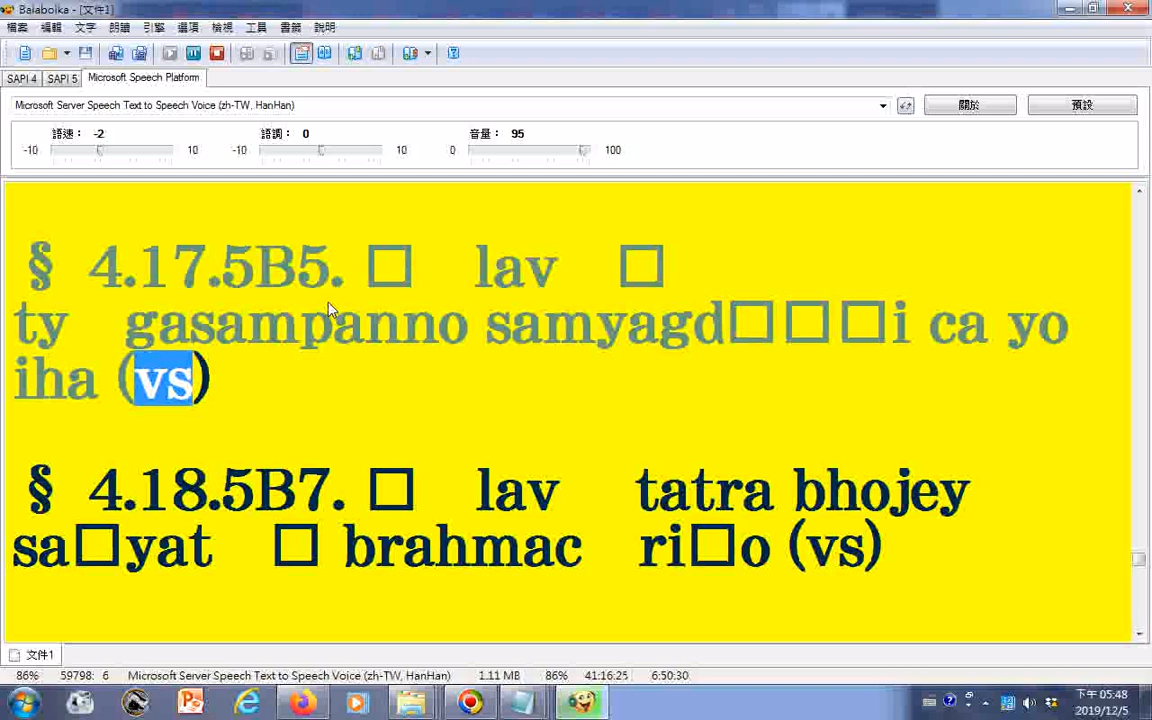 Balabolka - [文件1]
檔案 編輯 文字 朗讀 引擎 選項 檢視 工具 書籤 說明
SAPI 4 SAPI 5 Microsoft Speech Platform
Microsoft Server Speech Text to Speech Voice (zh-TW, HanHan) 關於 預設
語速： -2 語調： 0 音量： 95
-10 10 -10 10 0 100
§ 4.17.5B5. □ lav □
ty gasampanno samyagd□□□i ca yo
iha (vs)
§ 4.18.5B7. □ lav tatra bhojey
sa□yat □ brahmac ri□o (vs)
文件1
86% 59798: 6 Microsoft Server Speech Text to Speech Voice (zh-TW, HanHan) 1.11 MB 86% 41:16:25 6:50:30
下午 05:48
2019/12/5